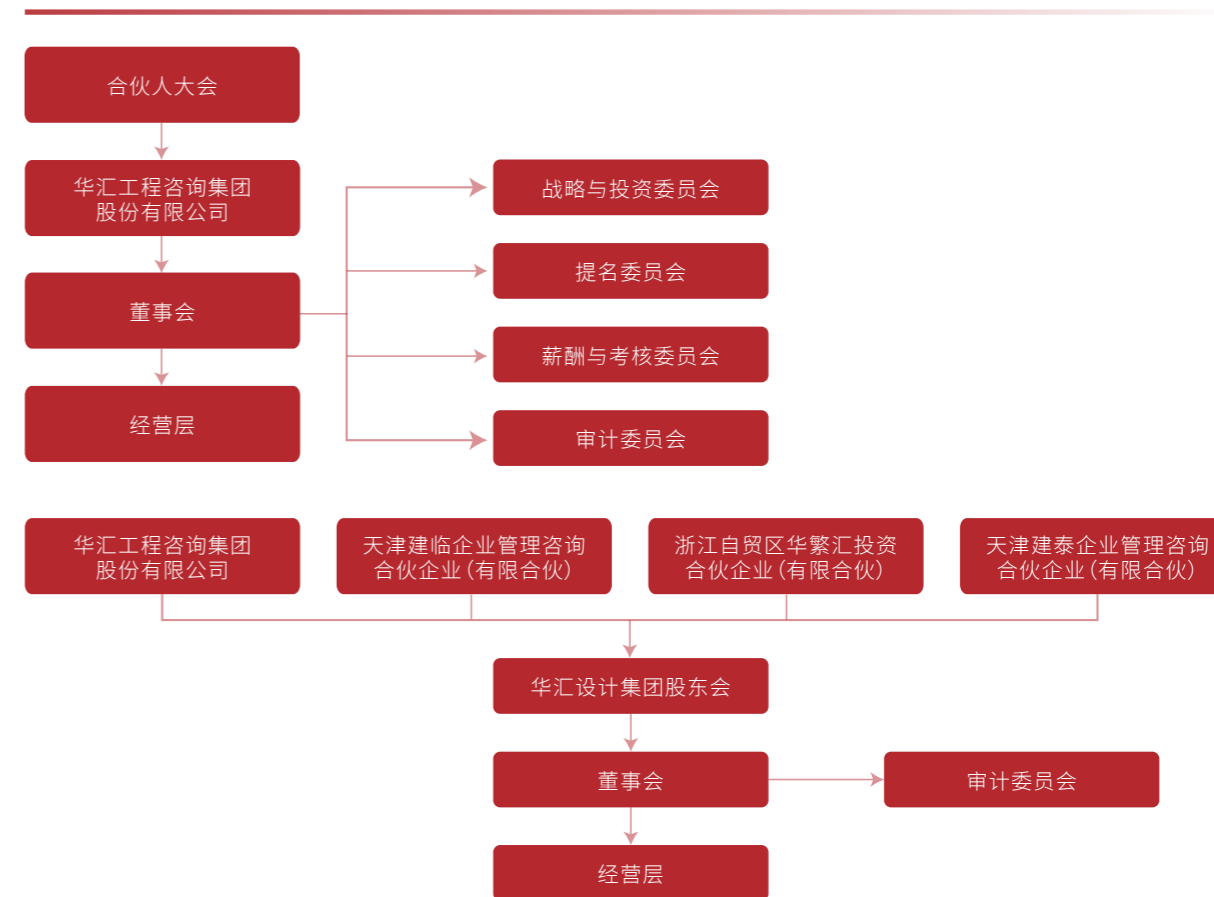 合伙人大会
华汇工程咨询集团
股份有限公司
董事会
经营层
战略与投资委员会
提名委员会
薪酬与考核委员会
审计委员会
华汇工程咨询集团
股份有限公司
天津建临企业管理咨询
合伙企业(有限合伙)
浙江自贸区华繁汇投资
合伙企业(有限合伙)
天津建泰企业管理咨询
合伙企业(有限合伙)
华汇设计集团股东会
董事会
审计委员会
经营层